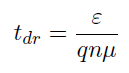 t_{dr} = \frac{\varepsilon}{qn\mu}